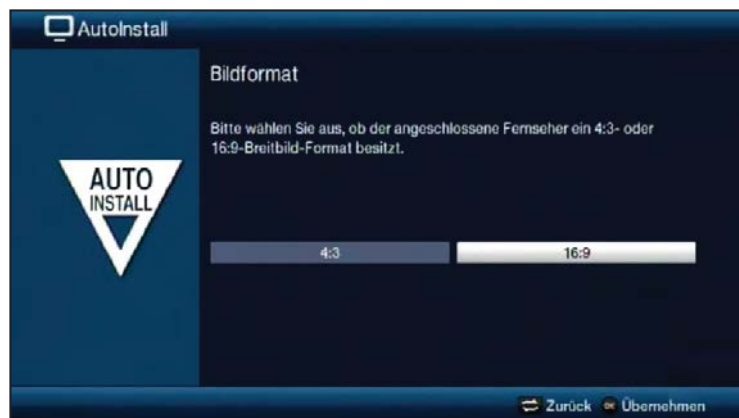 AutoInstall
Bildformat
Bitte wählen Sie aus, ob der angeschlossene Fernseher ein 4:3- oder
16:9-Breitbild-Format besitzt.
AUTO
INSTALL
4:3
16:9
Zurück OK Übernehmen